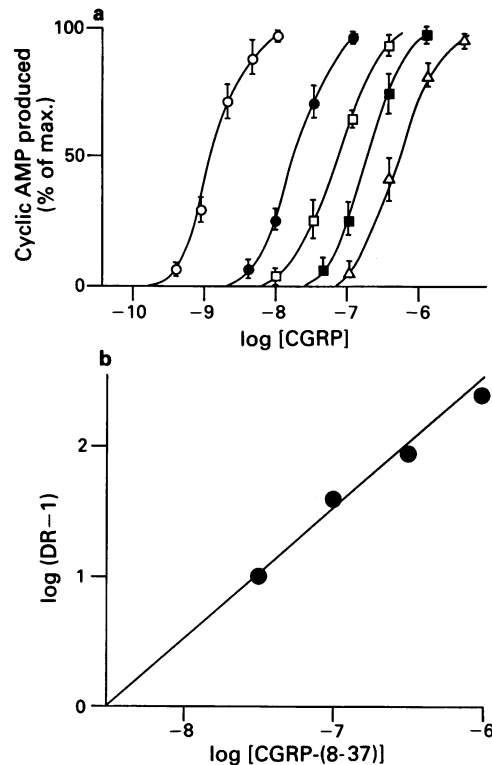 a
Cyclic AMP produced
(% of max.)
100
50
0
−10 −9 −8 −7 −6
log [CGRP]
b
log (DR−1)
2
1
0
−8 −7 −6
log [CGRP-(8-37)]